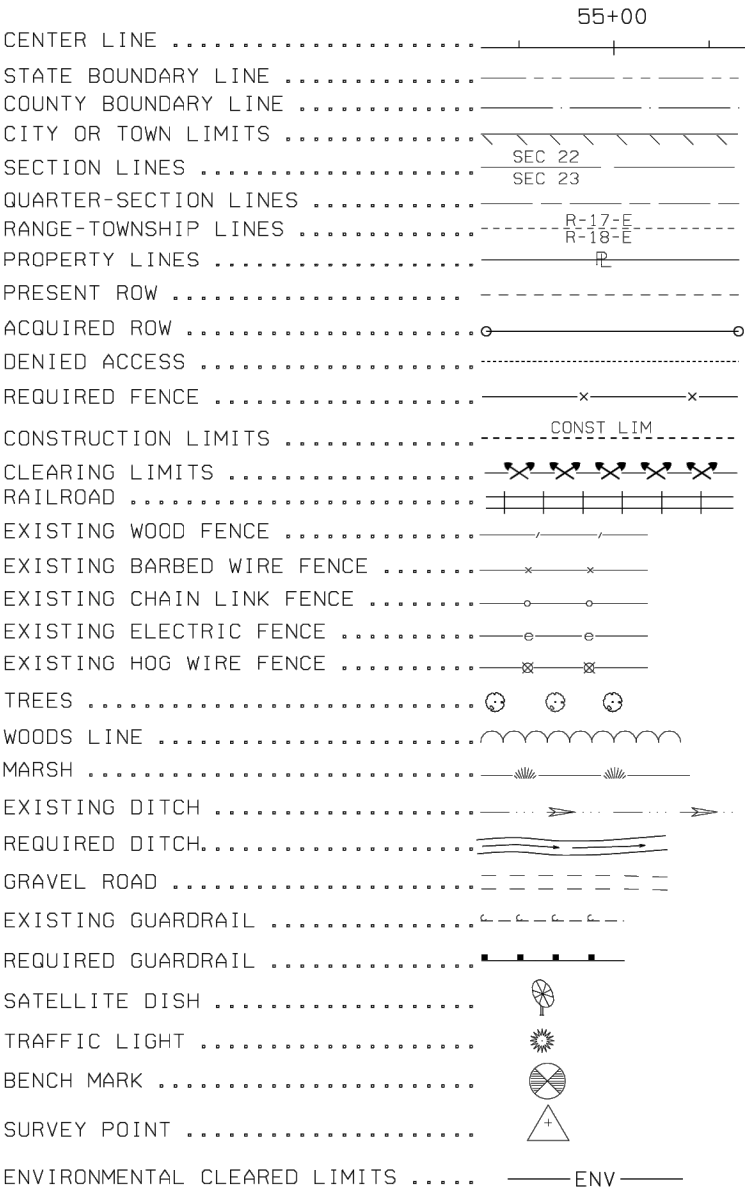 55+00
CENTER LINE
STATE BOUNDARY LINE
COUNTY BOUNDARY LINE
CITY OR TOWN LIMITS
SEC 22
SECTION LINES
SEC 23
QUARTER-SECTION LINES
R-17-E
RANGE-TOWNSHIP LINES
R-18-E
PROPERTY LINES PL
PRESENT ROW
ACQUIRED ROW
DENIED ACCESS
REQUIRED FENCE
CONST LIM
CONSTRUCTION LIMITS
CLEARING LIMITS
RAILROAD
EXISTING WOOD FENCE
EXISTING BARBED WIRE FENCE
EXISTING CHAIN LINK FENCE
EXISTING ELECTRIC FENCE e e
EXISTING HOG WIRE FENCE
TREES
WOODS LINE
MARSH
EXISTING DITCH
REQUIRED DITCH
GRAVEL ROAD
EXISTING GUARDRAIL
REQUIRED GUARDRAIL
SATELLITE DISH
TRAFFIC LIGHT
BENCH MARK
SURVEY POINT
ENVIRONMENTAL CLEARED LIMITS ENV